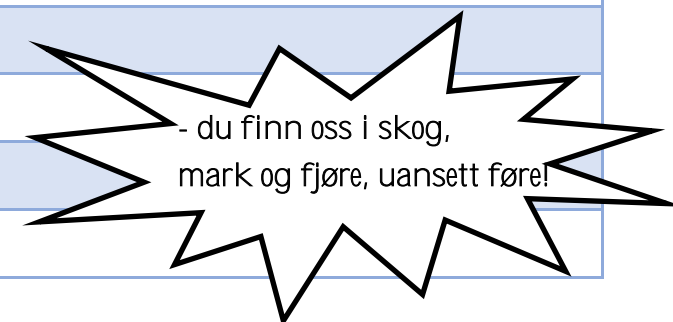 - du finn oss i skog,
mark og fjøre, uansett føre!